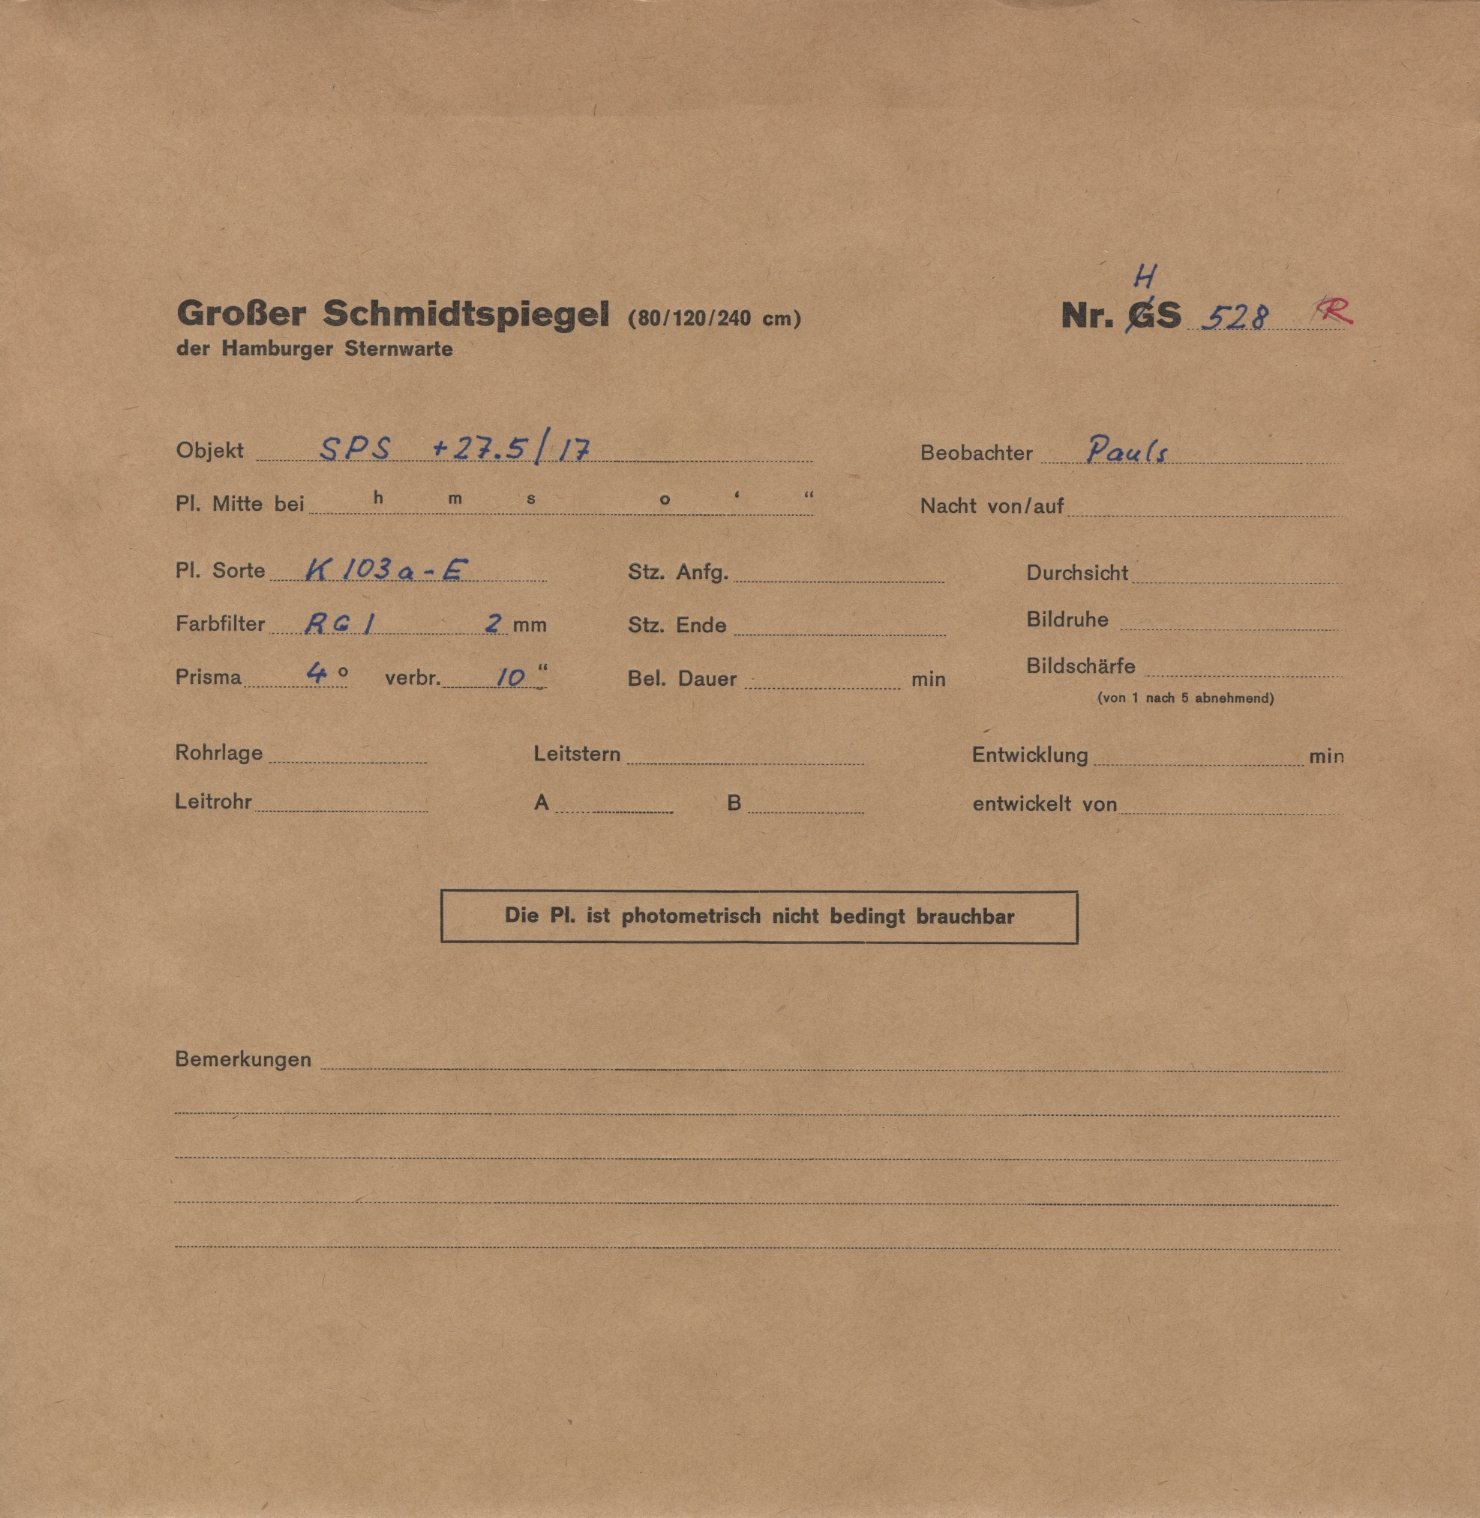 H
Großer Schmidtspiegel (80/120/240 cm) Nr. GS 528 R
der Hamburger Sternwarte
Objekt SPS +27.5/17 Beobachter Pauls
Pl. Mitte bei h m s o ‘ “ Nacht von/auf
Pl. Sorte K 103a-E Stz. Anfg. Durchsicht
Farbfilter RG 1 2 mm Stz. Ende Bildruhe
Prisma 4° verbr. 10 “ Bel. Dauer min Bildschärfe
(von 1 nach 5 abnehmend)
Rohrlage Leitstern Entwicklung min
Leitrohr A B entwickelt von
Die Pl. ist photometrisch nicht bedingt brauchbar
Bemerkungen